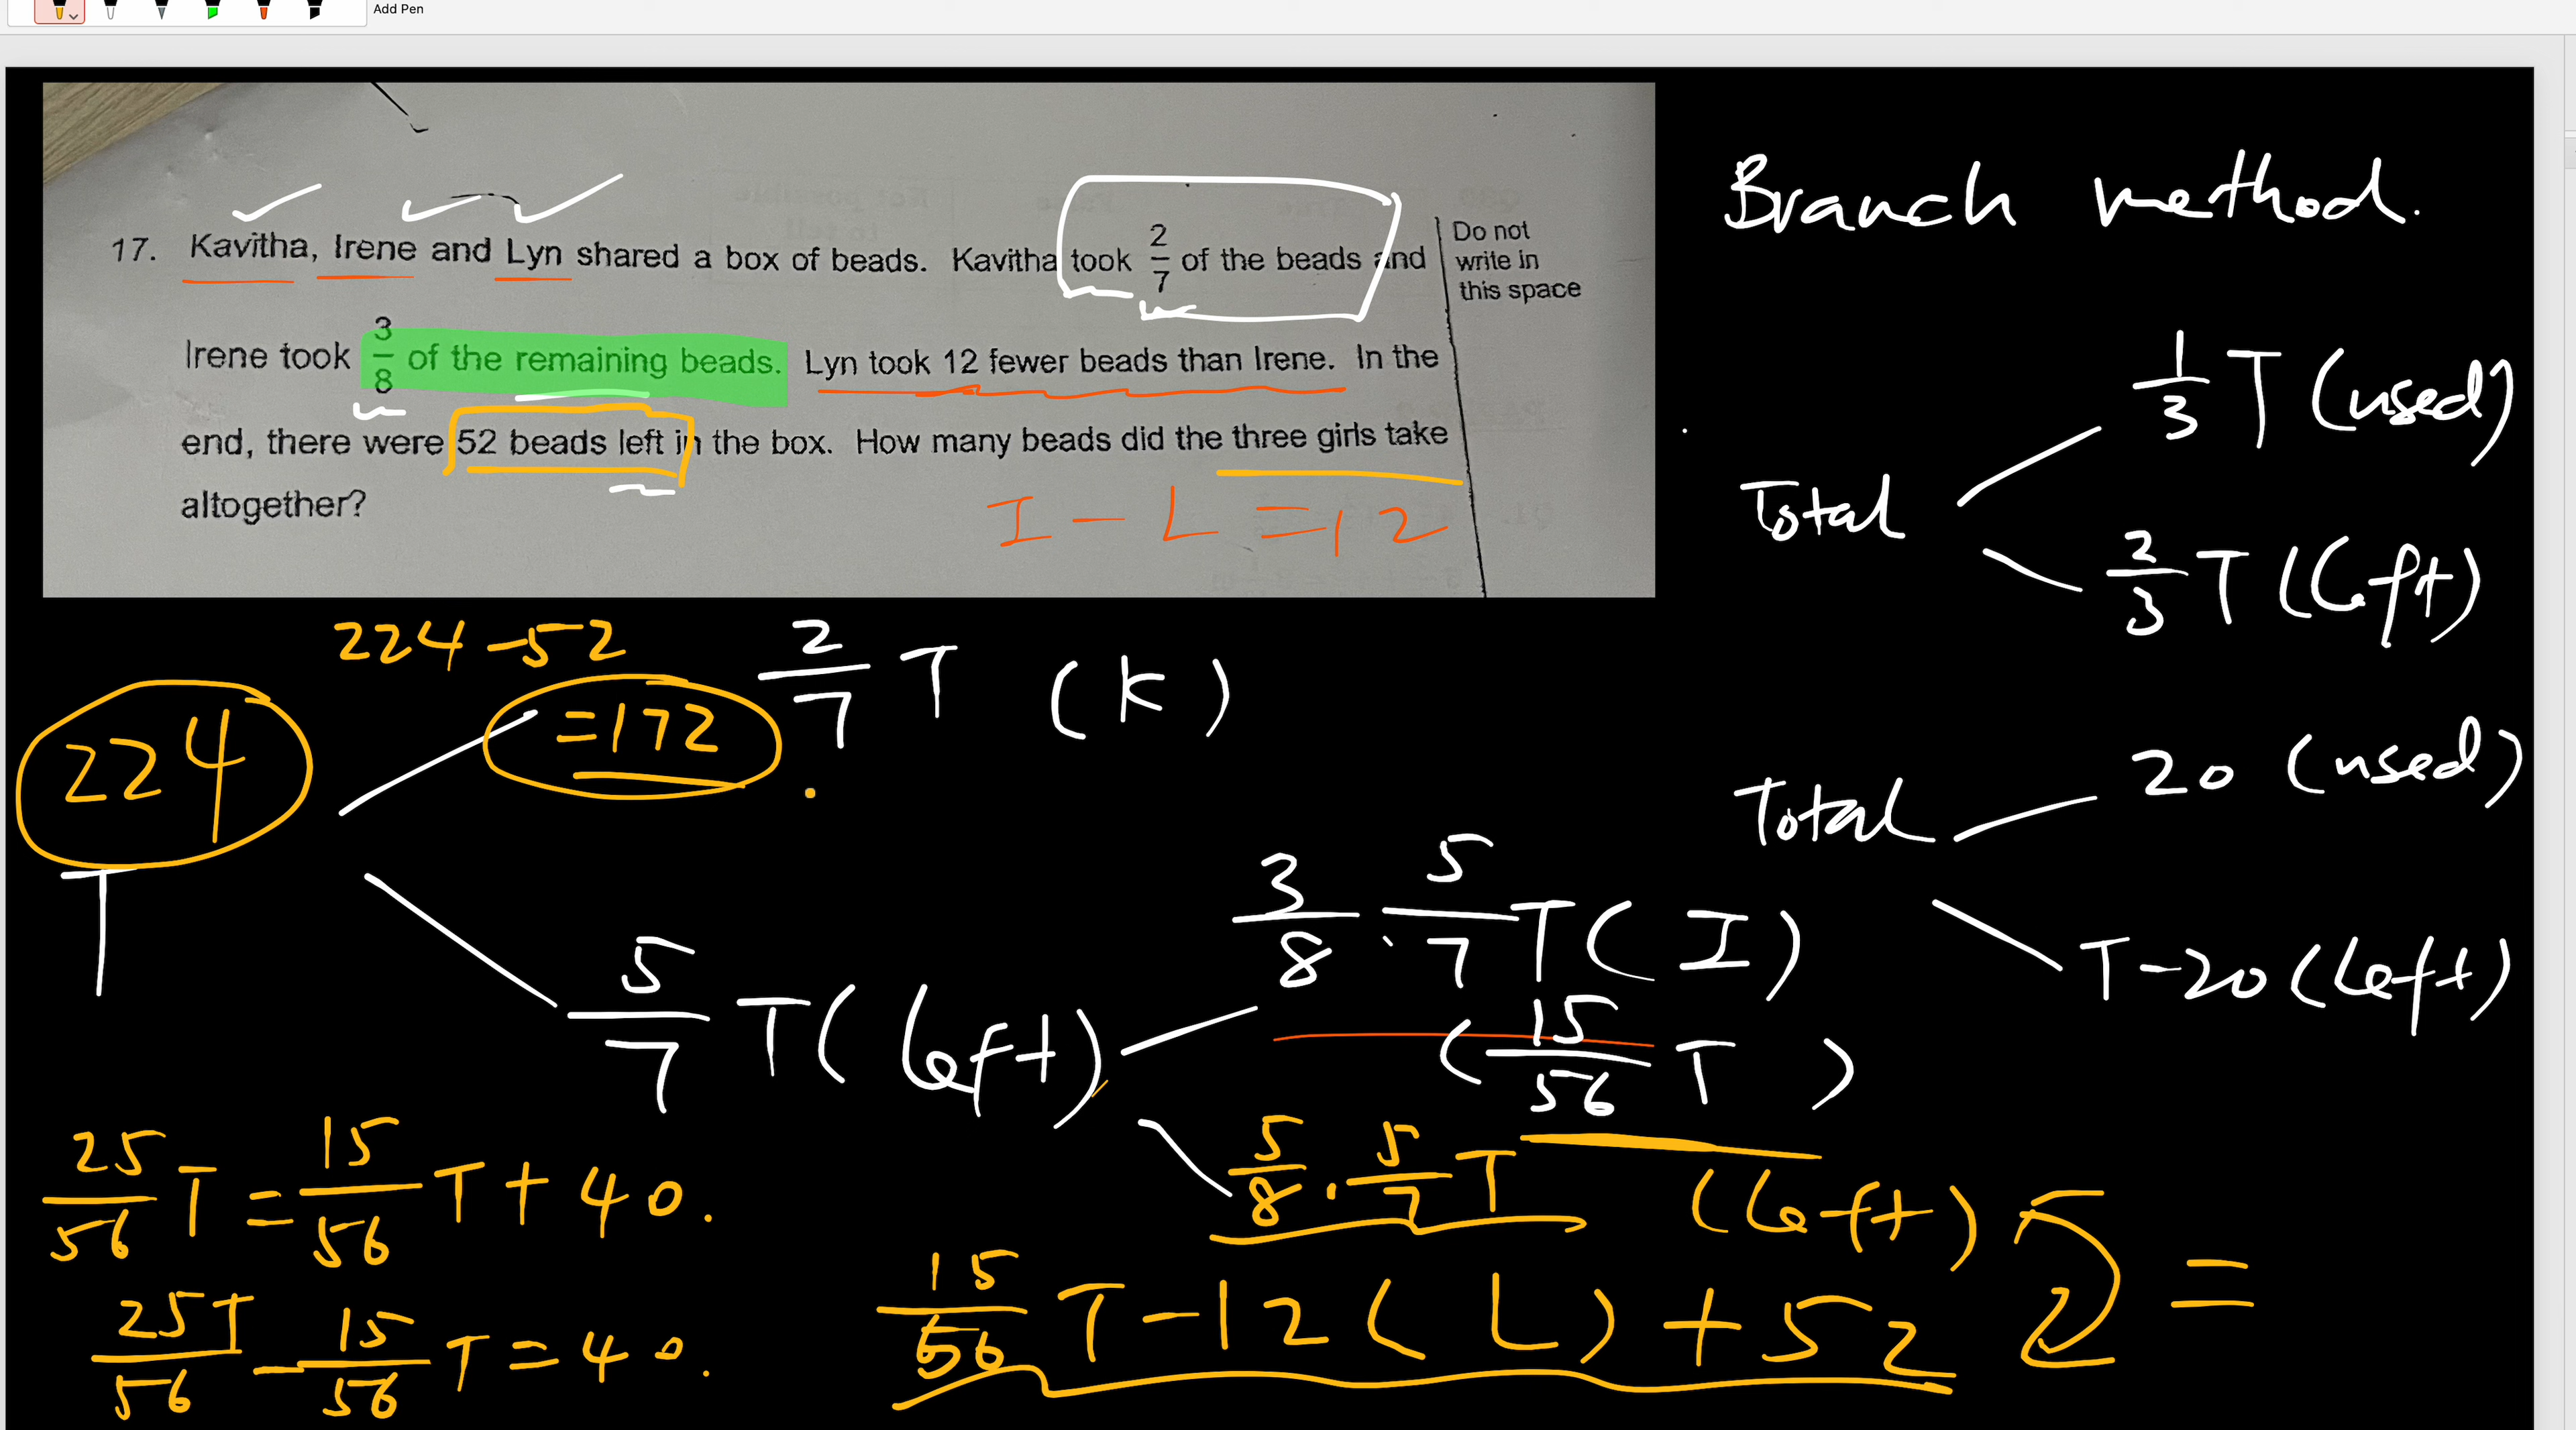 Add Pen
Branch method.
17. Kavitha, Irene and Lyn shared a box of beads. Kavitha took 2/7 of the beads and
Irene took 3/8 of the remaining beads. Lyn took 12 fewer beads than Irene. In the
end, there were 52 beads left in the box. How many beads did the three girls take
altogether?
Do not
write in
this space
I - L = 12
1/3 T (used)
Total
2/3 T (left)
224 - 52
= 172
2/7 T (K)
224
T
20 (used)
Total
T - 20 (left)
3/8 · 5/7 T (I)
5/7 T (left)
(15/56 T)
5/8 · 5/7 T (left)
15/56 T - 12 (L) + 52
=
25/56 T = 15/56 T + 40.
25T/56 - 15/56 T = 40.